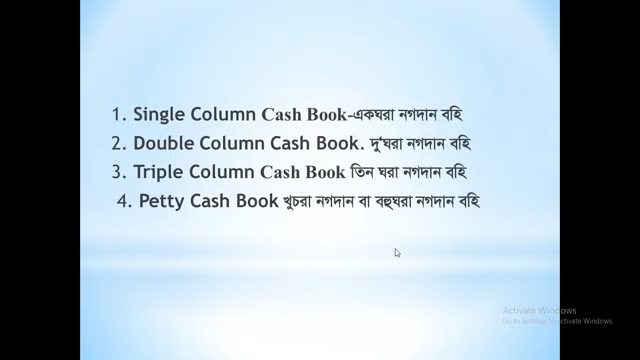 1. Single Column Cash Book-একঘরা নগদান বহি
2. Double Column Cash Book. দু'ঘরা নগদান বহি
3. Triple Column Cash Book তিন ঘরা নগদান বহি
4. Petty Cash Book খুচরা নগদান বা বহুঘরা নগদান বহি
Activate Windows
Go to Settings to activate Windows.